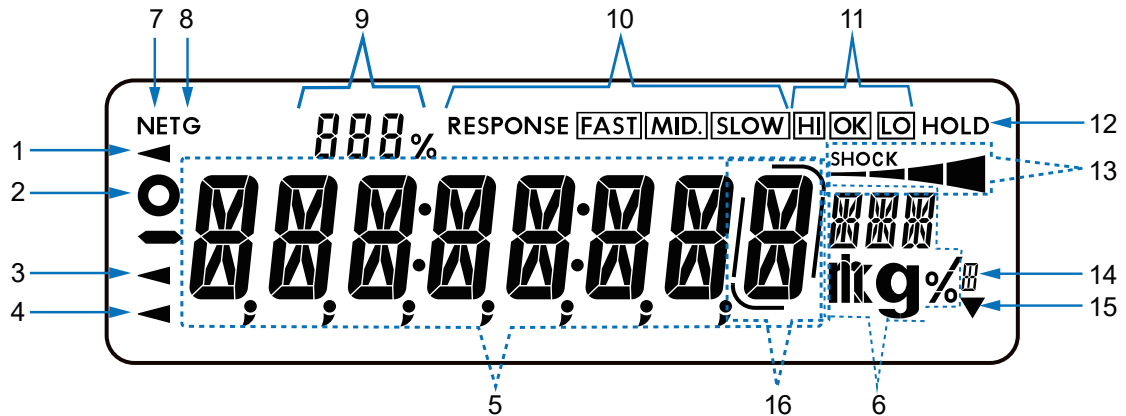 7 8 9 10 11
NETG 888% RESPONSE FAST MID. SLOW HI OK LO HOLD 12
1
SHOCK 13
2
3 kg % 14
4 15
5 16 6